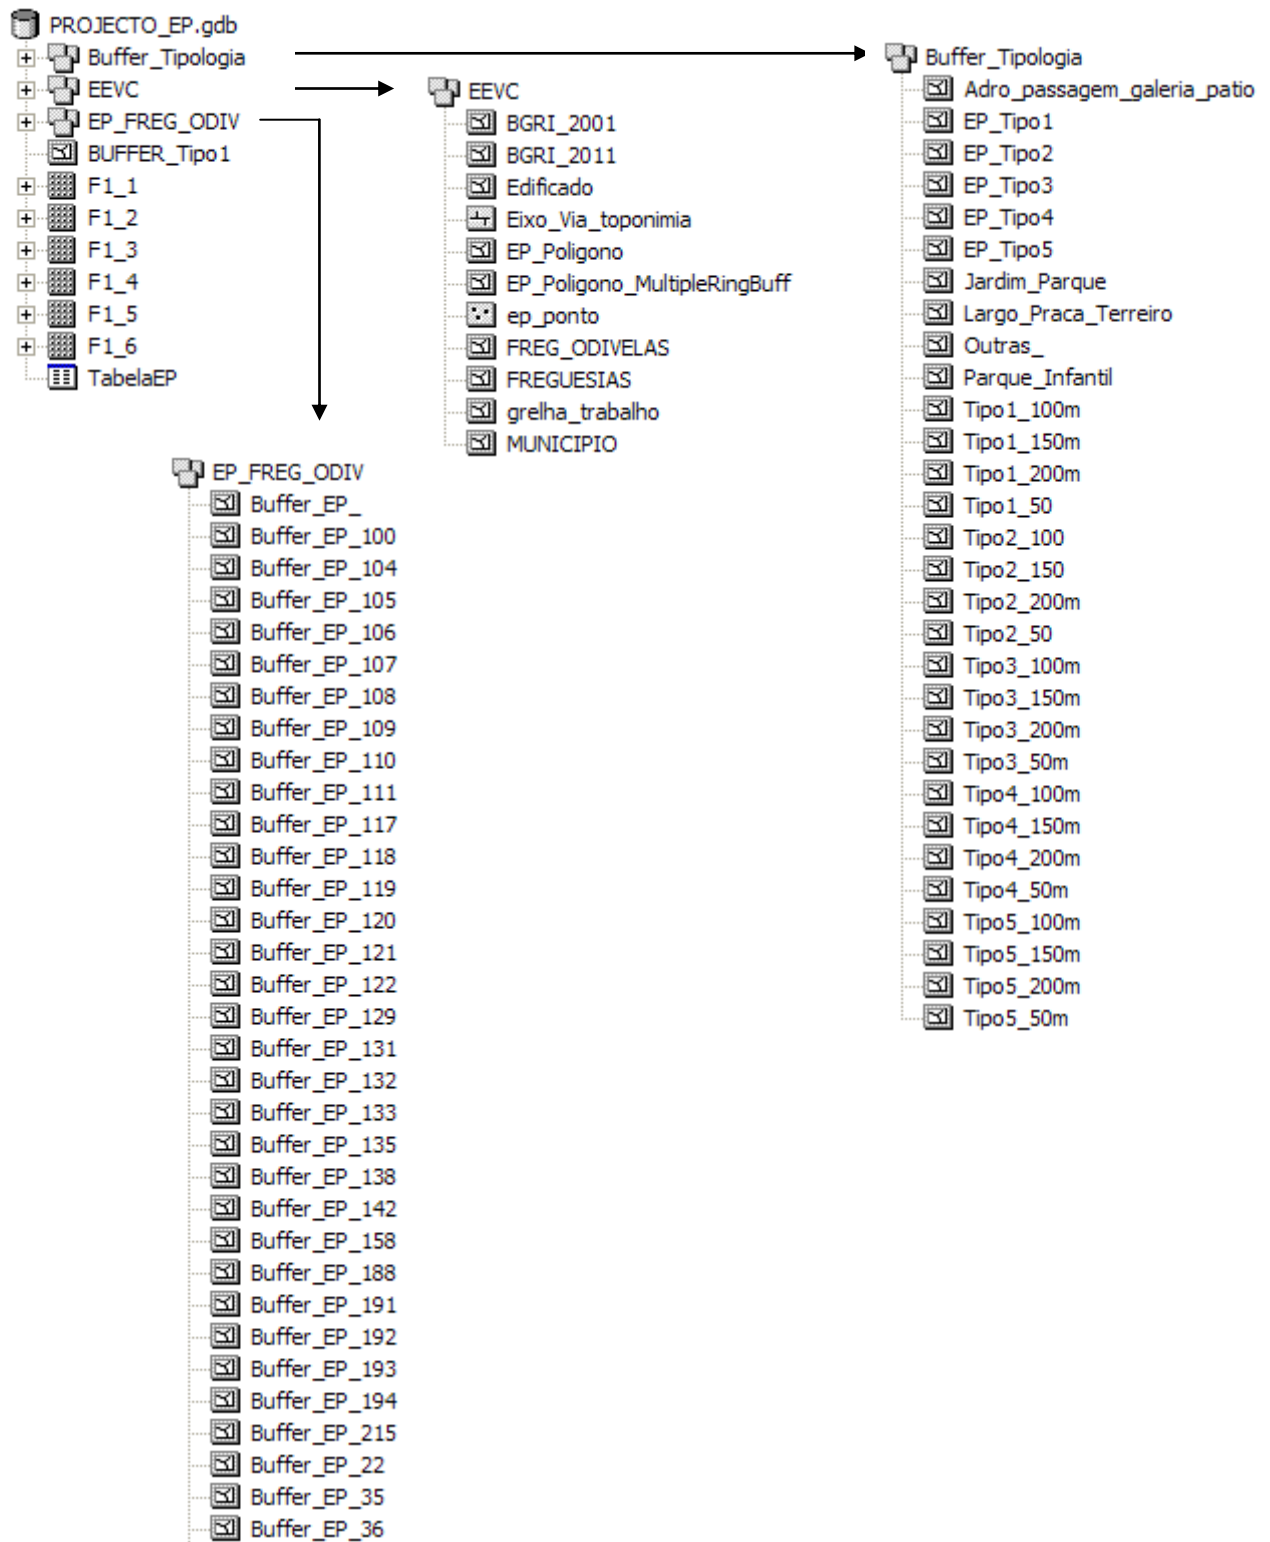 PROJECTO_EP.gdb
Buffer_Tipologia
EEVC
EP_FREG_ODIV
BUFFER_Tipo1
F1_1
F1_2
F1_3
F1_4
F1_5
F1_6
TabelaEP
EEVC
BGRI_2001
BGRI_2011
Edificado
Eixo_Via_toponimia
EP_Poligono
EP_Poligono_MultipleRingBuff
ep_ponto
FREG_ODIVELAS
FREGUESIAS
grelha_trabalho
MUNICIPIO
Buffer_Tipologia
Adro_passagem_galeria_patio
EP_Tipo1
EP_Tipo2
EP_Tipo3
EP_Tipo4
EP_Tipo5
Jardim_Parque
Largo_Praca_Terreiro
Outras_
Parque_Infantil
Tipo1_100m
Tipo1_150m
Tipo1_200m
Tipo1_50
Tipo2_100
Tipo2_150
Tipo2_200m
Tipo2_50
Tipo3_100m
Tipo3_150m
Tipo3_200m
Tipo3_50m
Tipo4_100m
Tipo4_150m
Tipo4_200m
Tipo4_50m
Tipo5_100m
Tipo5_150m
Tipo5_200m
Tipo5_50m
EP_FREG_ODIV
Buffer_EP_
Buffer_EP_100
Buffer_EP_104
Buffer_EP_105
Buffer_EP_106
Buffer_EP_107
Buffer_EP_108
Buffer_EP_109
Buffer_EP_110
Buffer_EP_111
Buffer_EP_117
Buffer_EP_118
Buffer_EP_119
Buffer_EP_120
Buffer_EP_121
Buffer_EP_122
Buffer_EP_129
Buffer_EP_131
Buffer_EP_132
Buffer_EP_133
Buffer_EP_135
Buffer_EP_138
Buffer_EP_142
Buffer_EP_158
Buffer_EP_188
Buffer_EP_191
Buffer_EP_192
Buffer_EP_193
Buffer_EP_194
Buffer_EP_215
Buffer_EP_22
Buffer_EP_35
Buffer_EP_36